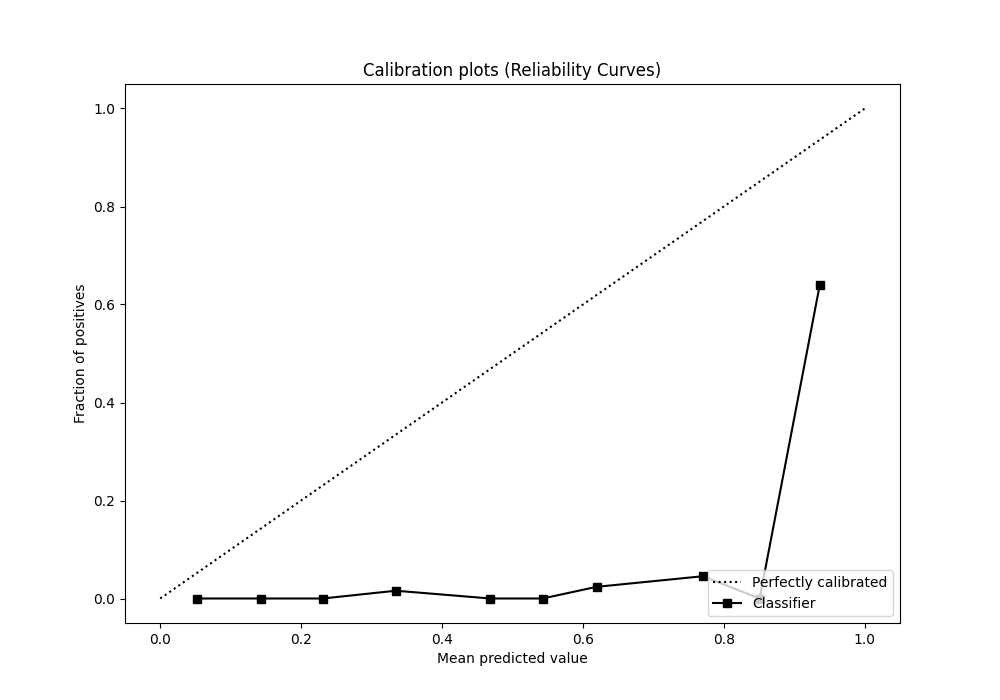 Calibration plots (Reliability Curves)
1.0
0.8
0.6
0.4
0.2
0.0
Fraction of positives
0.0 0.2 0.4 0.6 0.8 1.0
Mean predicted value
Perfectly calibrated
Classifier